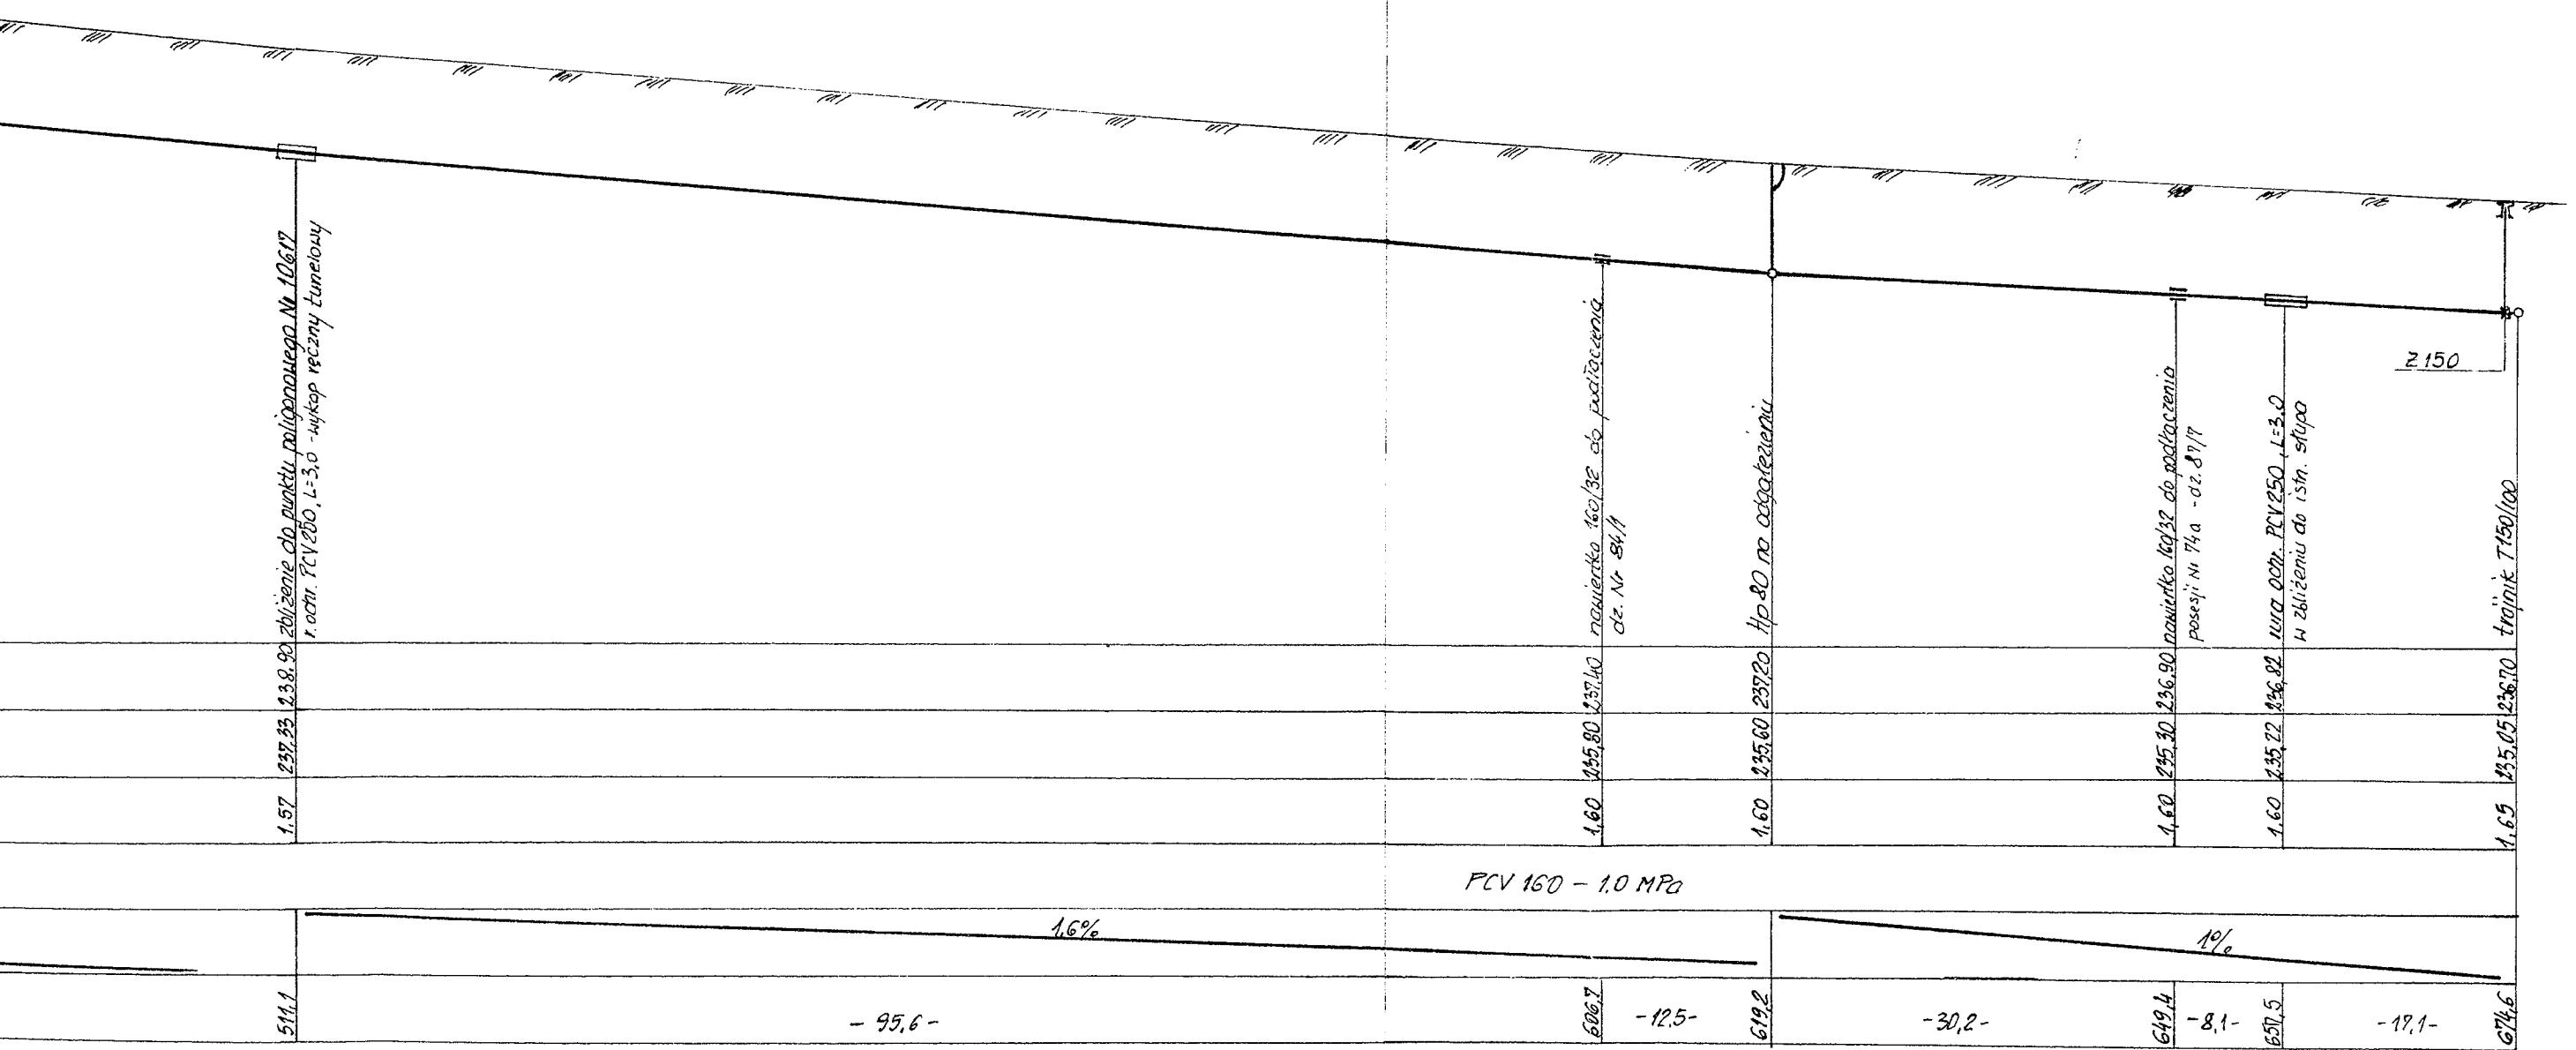 zbliżenie do punktu poligonowego Nr 10617
r. ochr. PCV 250, L=3,0 - wykop ręczny tunelowy
nawiertka 160/32 do podłączenia
dz. Nr 84/1
Hp 80 na odgałęzieniu
nawiertka 160/32 do podłączenia
posesji Nr 74a - dz. 87/7
rura ochr. PCV 250, L=3.0
w zbliżeniu do istn. słupa
Z 150
trójnik T150/100
238,90
237,40
237,20
236,90
236,82
236,70
237,33
235,80
235,60
235,30
235,22
235,05
1,57
1,60
1,60
1,60
1,60
1,65
PCV 160 - 1.0 MPa
1,6%
1%
511,1
- 95,6 -
606,7
-12,5-
619,2
-30,2-
649,4
-8,1-
657,5
-17,1-
674,6